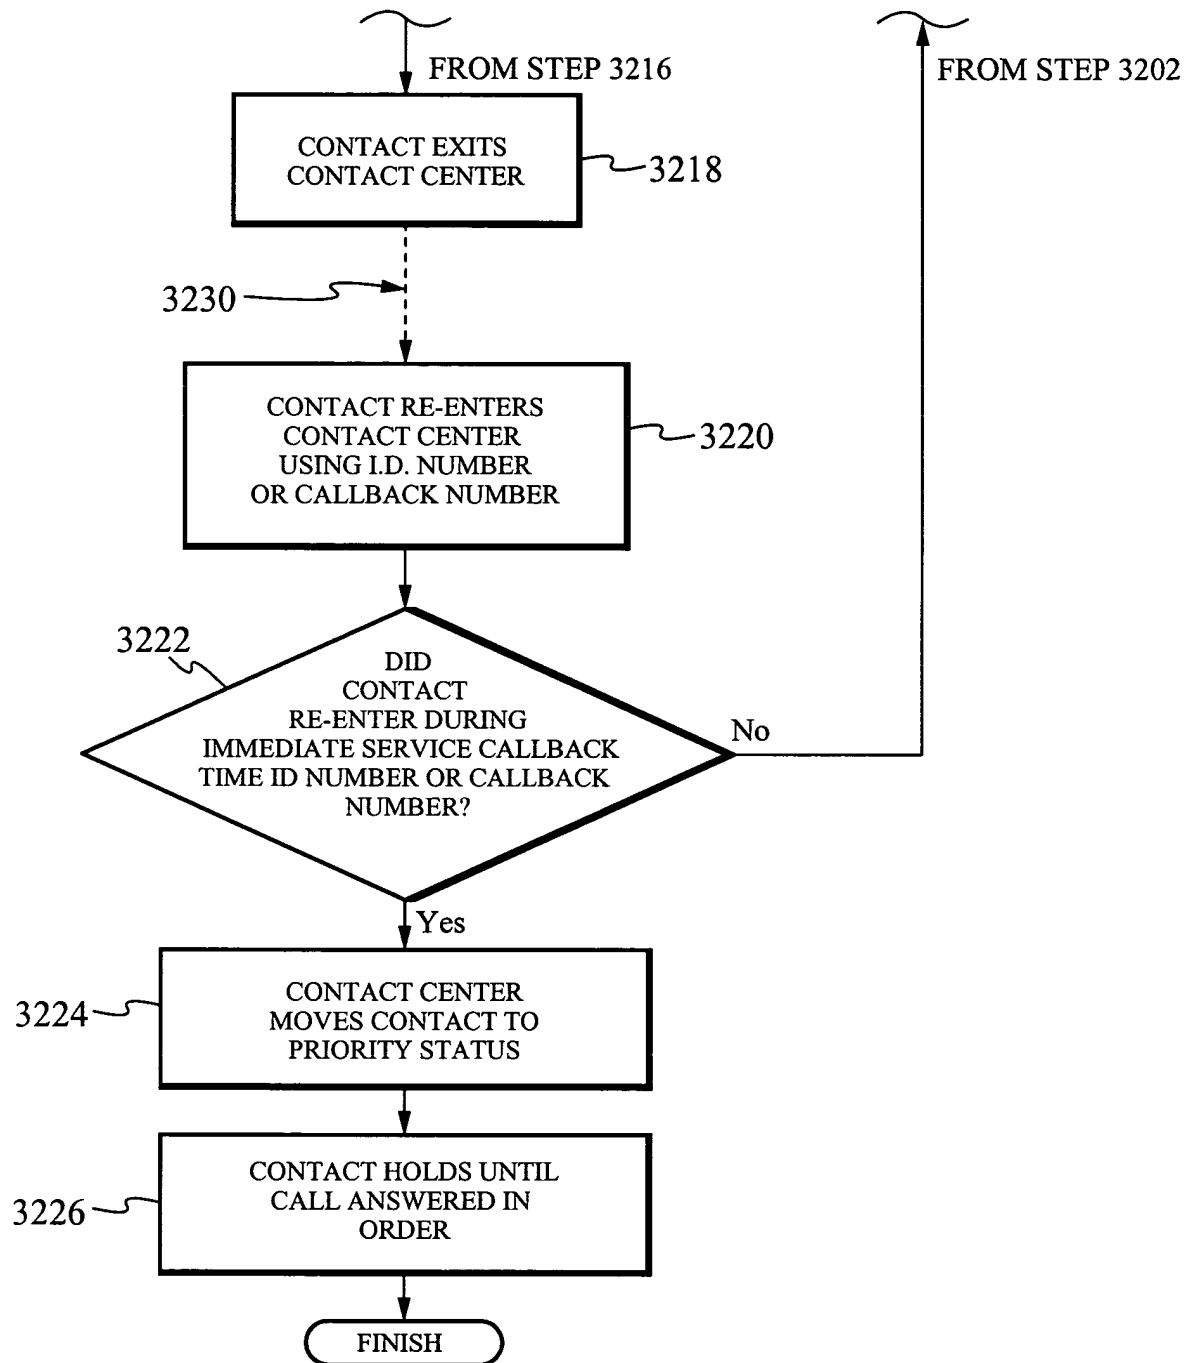 FROM STEP 3216
FROM STEP 3202
CONTACT EXITS
CONTACT CENTER
3218
3230
CONTACT RE-ENTERS
CONTACT CENTER
USING I.D. NUMBER
OR CALLBACK NUMBER
3220
3222
DID
CONTACT
RE-ENTER DURING
IMMEDIATE SERVICE CALLBACK
TIME ID NUMBER OR CALLBACK
NUMBER?
No
Yes
CONTACT CENTER
MOVES CONTACT TO
PRIORITY STATUS
3224
CONTACT HOLDS UNTIL
CALL ANSWERED IN
ORDER
3226
FINISH